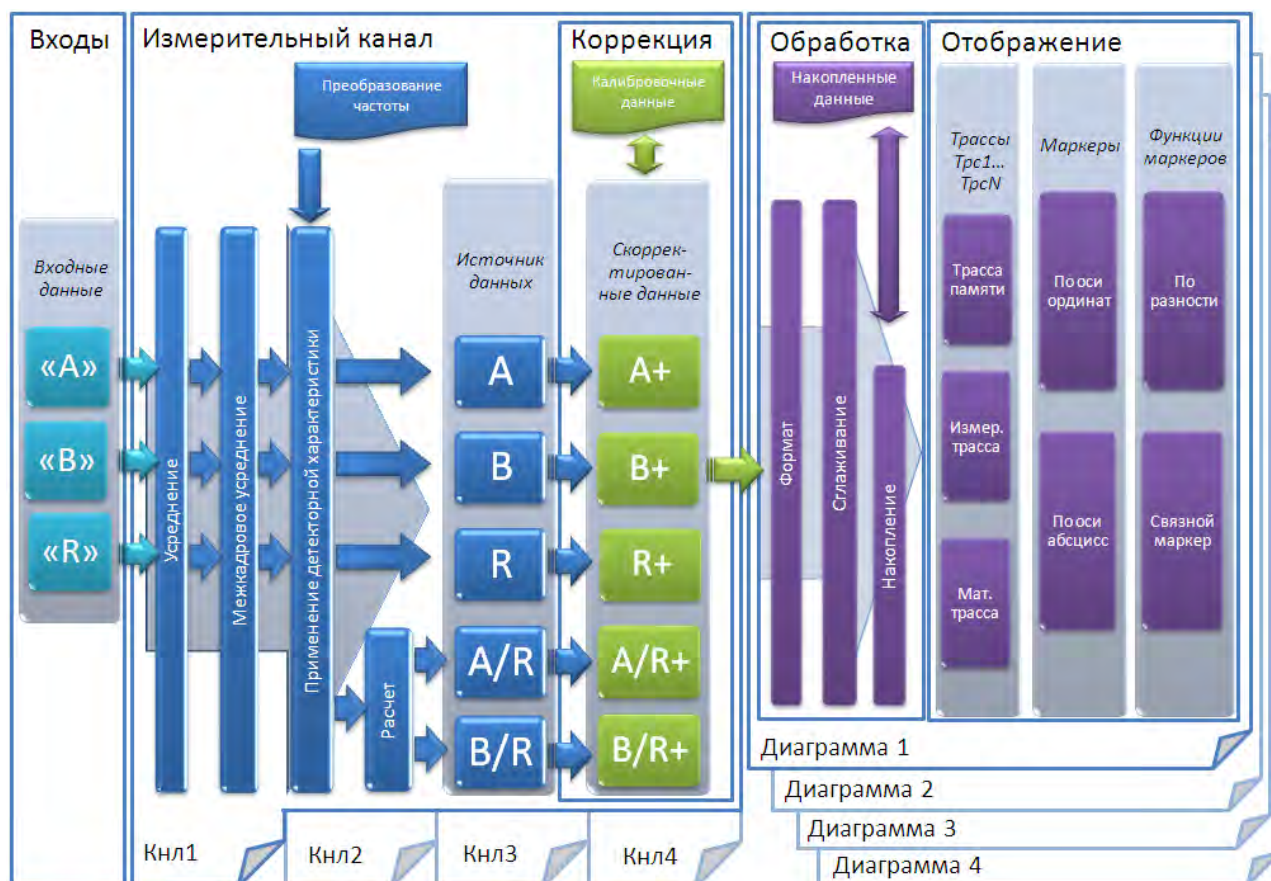 Входы
Измерительный канал
Коррекция
Обработка
Отображение
Преобразование
частоты
Калибровочные
данные
Накопленные
данные
Входные
данные
«A»
«B»
«R»
Усреднение
Межкадровое усреднение
Применение детекторной характеристики
Расчет
Источник
данных
A
B
R
A/R
B/R
Скоррек-
тирован-
ные данные
A+
B+
R+
A/R+
B/R+
Формат
Сглаживание
Накопление
Трассы
Трс1...
ТрсN
Трасса
памяти
Измер.
трасса
Мат.
трасса
Маркеры
По оси
ординат
По оси
абсцисс
Функции
маркеров
По
разности
Связной
маркер
Кнл1
Кнл2
Кнл3
Кнл4
Диаграмма 1
Диаграмма 2
Диаграмма 3
Диаграмма 4